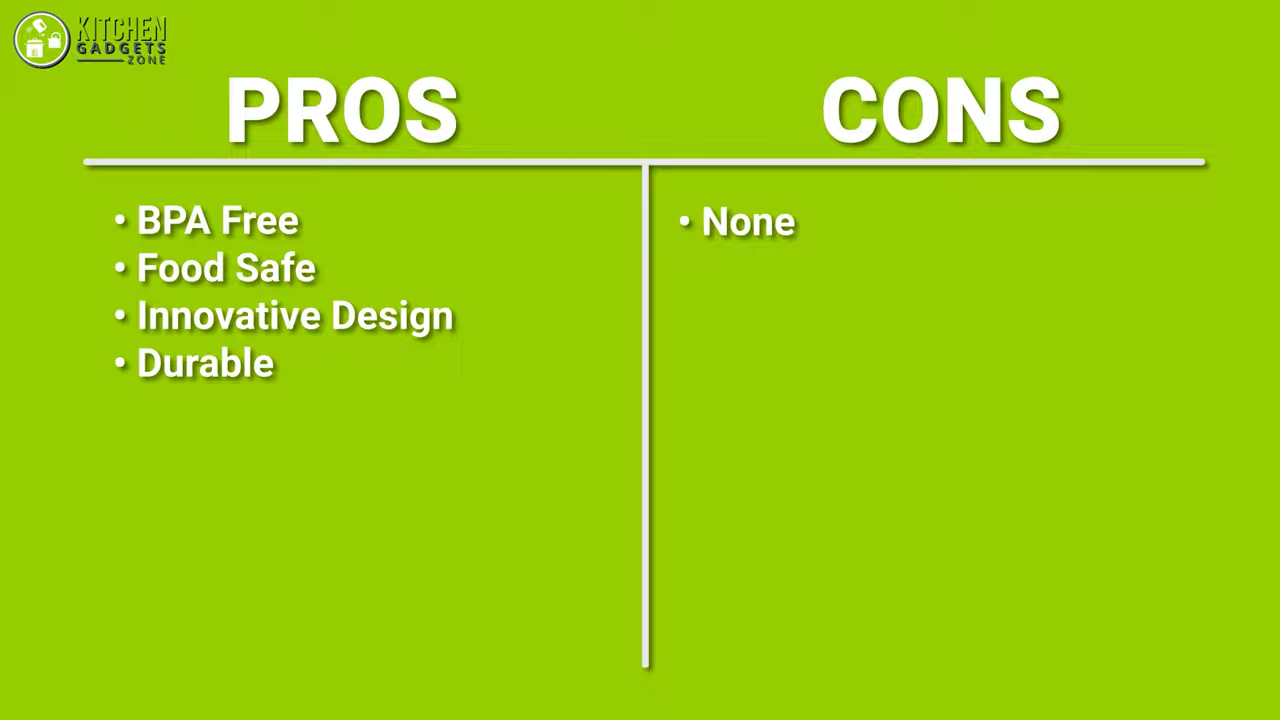 KITCHEN
GADGETS
ZONE
PROS
CONS
• BPA Free
• Food Safe
• Innovative Design
• Durable
• None